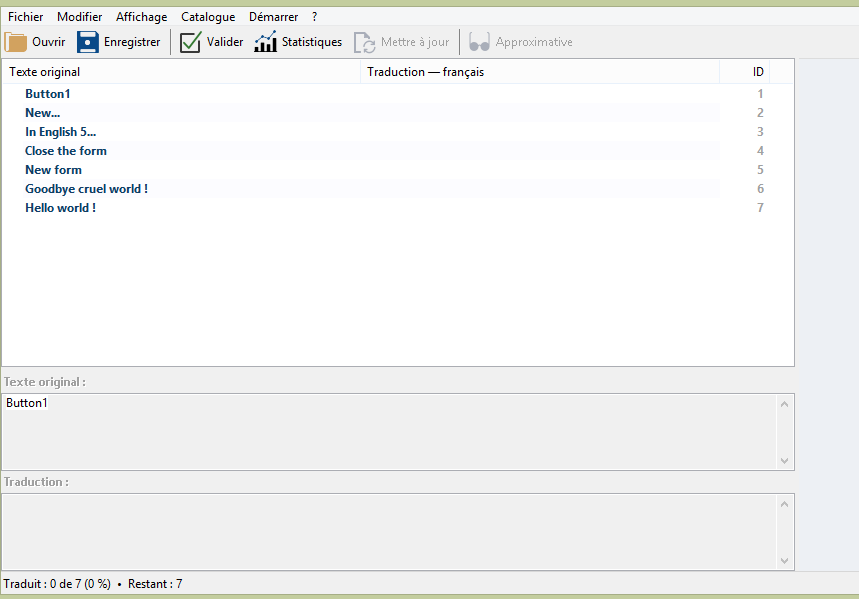 Fichier Modifier Affichage Catalogue Démarrer ?
Ouvrir Enregistrer Valider Statistiques Mettre à jour Approximative
Texte original Traduction — français ID
Button1 1
New... 2
In English 5... 3
Close the form 4
New form 5
Goodbye cruel world ! 6
Hello world ! 7
Texte original :
Button1
Traduction :
Traduit : 0 de 7 (0 %) • Restant : 7